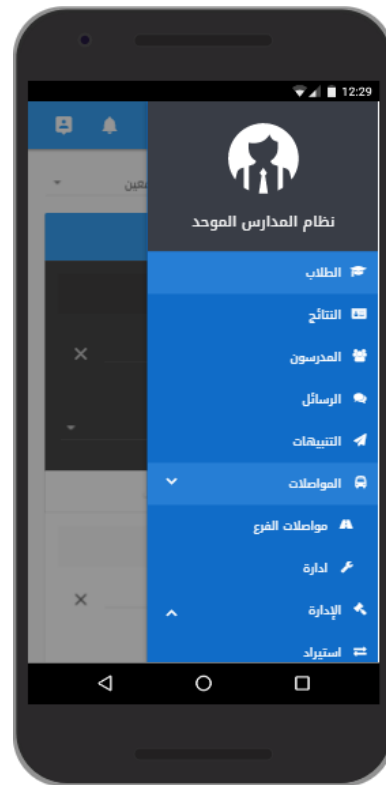 12:29
نظام المدارس الموحد
الطلاب
النتائج
المدرسون
الرسائل
التنبيهات
المواصلات
مواصلات الفرع
ادارة
الإدارة
استيراد